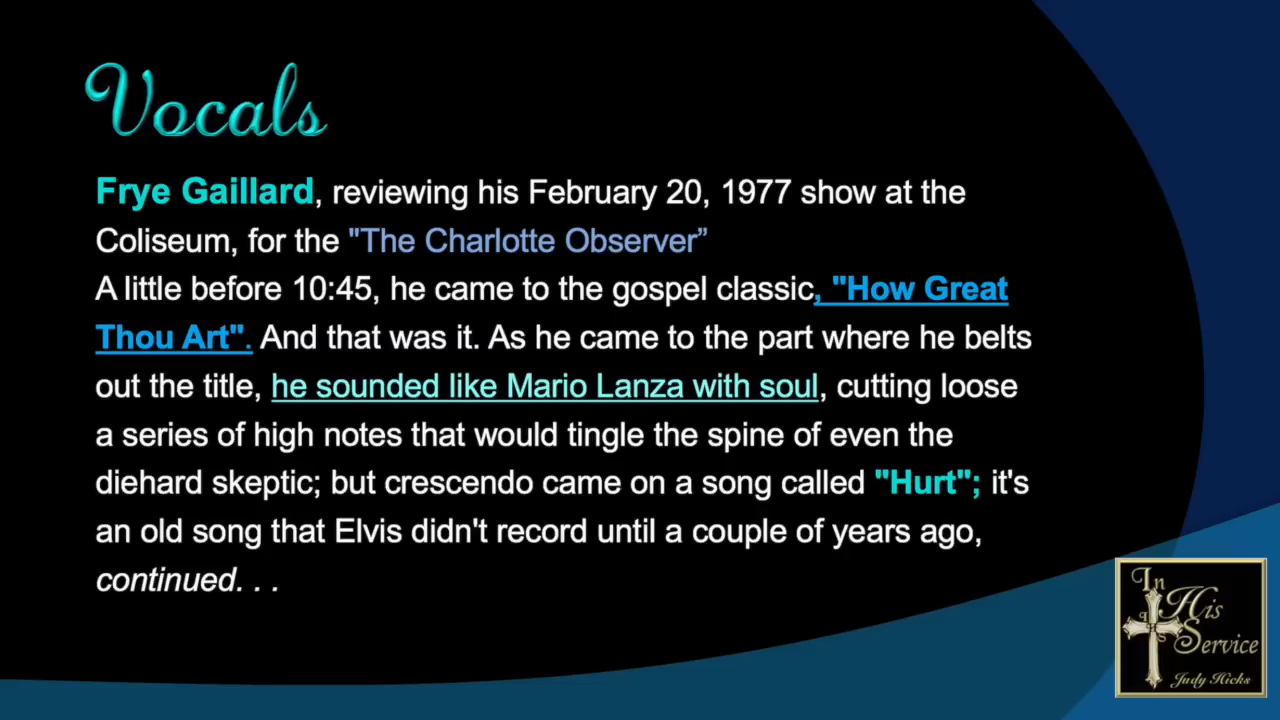 Vocals
Frye Gaillard, reviewing his February 20, 1977 show at the
Coliseum, for the "The Charlotte Observer”
A little before 10:45, he came to the gospel classic, "How Great
Thou Art". And that was it. As he came to the part where he belts
out the title, he sounded like Mario Lanza with soul, cutting loose
a series of high notes that would tingle the spine of even the
diehard skeptic; but crescendo came on a song called "Hurt"; it's
an old song that Elvis didn't record until a couple of years ago,
continued. . .
In
His
Service
Judy Hicks